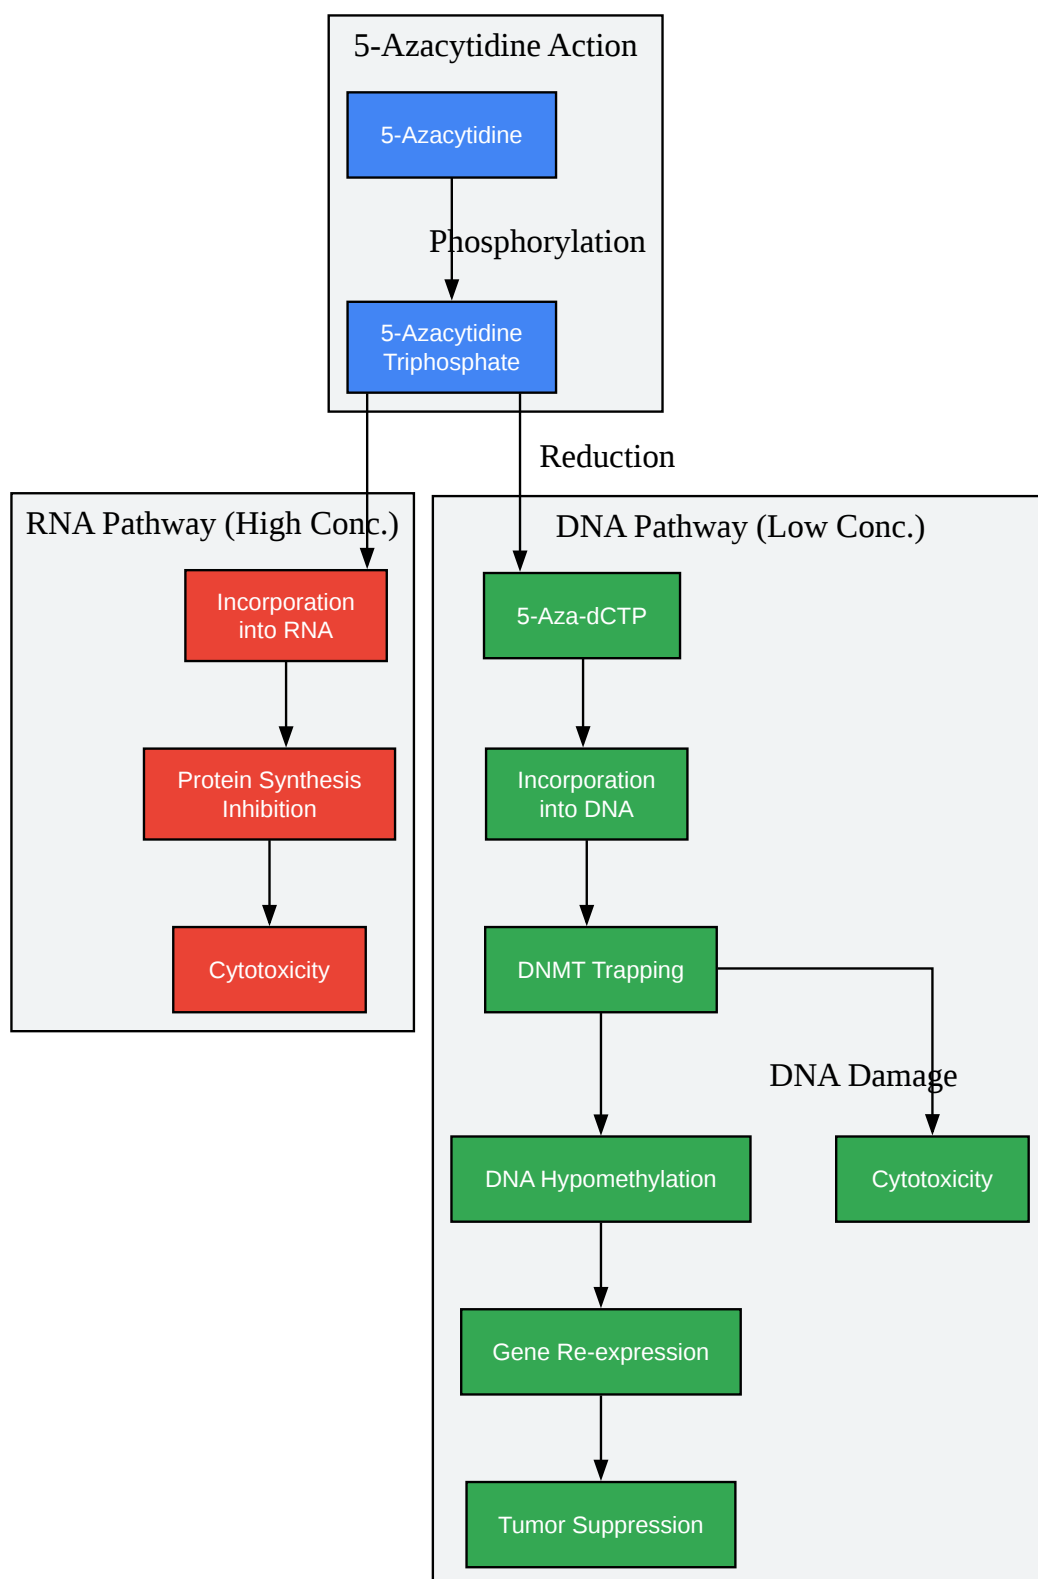 5-Azacytidine Action
5-Azacytidine
Phosphorylation
5-Azacytidine
Triphosphate
Reduction
RNA Pathway (High Conc.)
Incorporation
into RNA
Protein Synthesis
Inhibition
Cytotoxicity
DNA Pathway (Low Conc.)
5-Aza-dCTP
Incorporation
into DNA
DNMT Trapping
DNA Damage
DNA Hypomethylation
Cytotoxicity
Gene Re-expression
Tumor Suppression